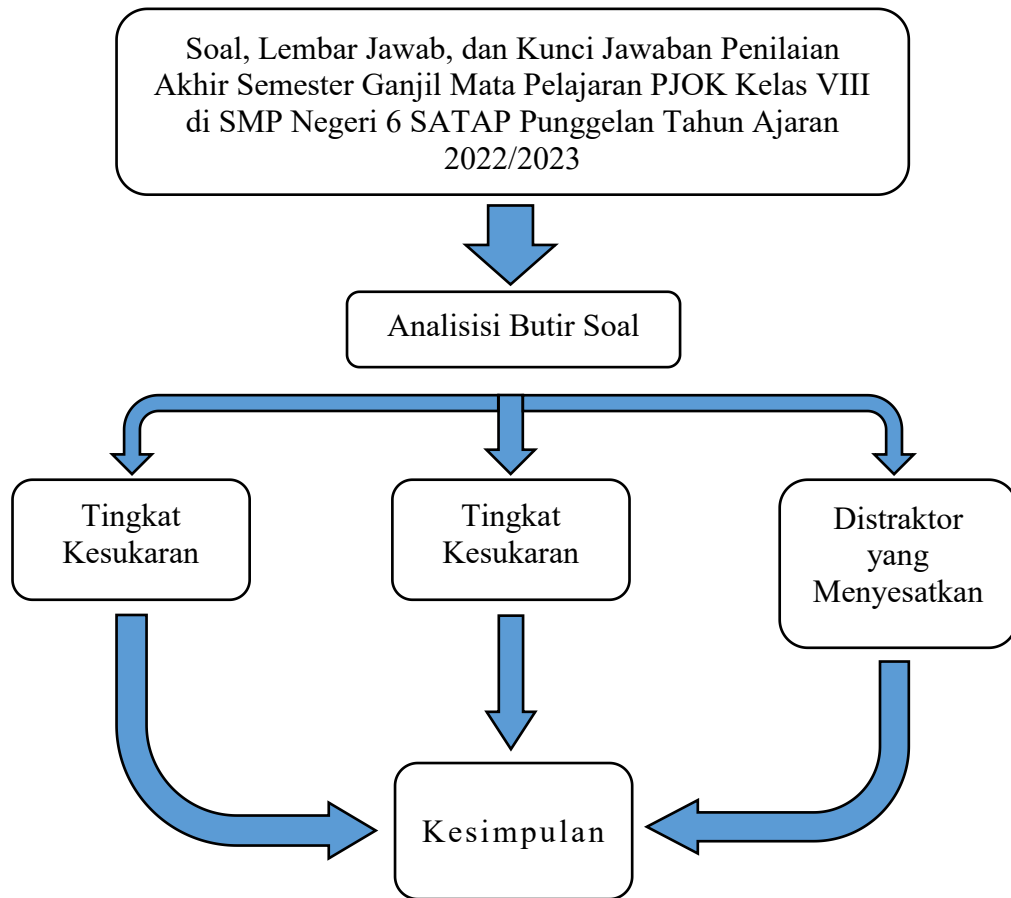 Soal, Lembar Jawab, dan Kunci Jawaban Penilaian
Akhir Semester Ganjil Mata Pelajaran PJOK Kelas VIII
di SMP Negeri 6 SATAP Punggelan Tahun Ajaran
2022/2023
Analisisi Butir Soal
Tingkat
Kesukaran
Tingkat
Kesukaran
Distraktor
yang
Menyesatkan
Kesimpulan